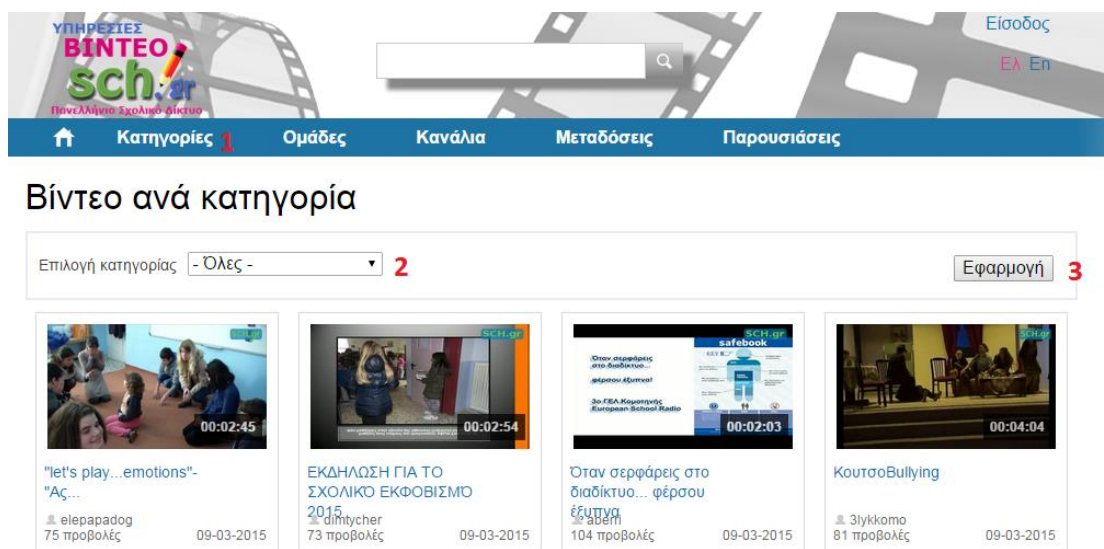 ΥΠΗΡΕΣΙΕΣ
ΒΙΝΤΕΟ
sch.gr
Πανελλήνιο Σχολικό Δίκτυο
Είσοδος
Ελ En
Κατηγορίες 1 Ομάδες Κανάλια Μεταδόσεις Παρουσιάσεις
Βίντεο ανά κατηγορία
Επιλογή κατηγορίας - Όλες - 2 Εφαρμογή 3
SCH.gr
00:02:45
SCH.gr
00:02:54
SCH.gr
safebook
Όταν σερφάρεις
στο διαδίκτυο...
φέρσου έξυπνα!
3ο ΓΕΛ.Κομοτηνής
European School Radio
00:02:03
SCH.gr
00:04:04
"let's play...emotions"-
"Ας...
elepapadog
75 προβολές 09-03-2015
ΕΚΔΗΛΩΣΗ ΓΙΑ ΤΟ
ΣΧΟΛΙΚΌ ΕΚΦΟΒΙΣΜΌ
2015
dimtycher
73 προβολές 09-03-2015
Όταν σερφάρεις στο
διαδίκτυο... φέρσου
έξυπνα
abern
104 προβολές 09-03-2015
ΚουτσοBullying
3lykkomo
81 προβολές 09-03-2015